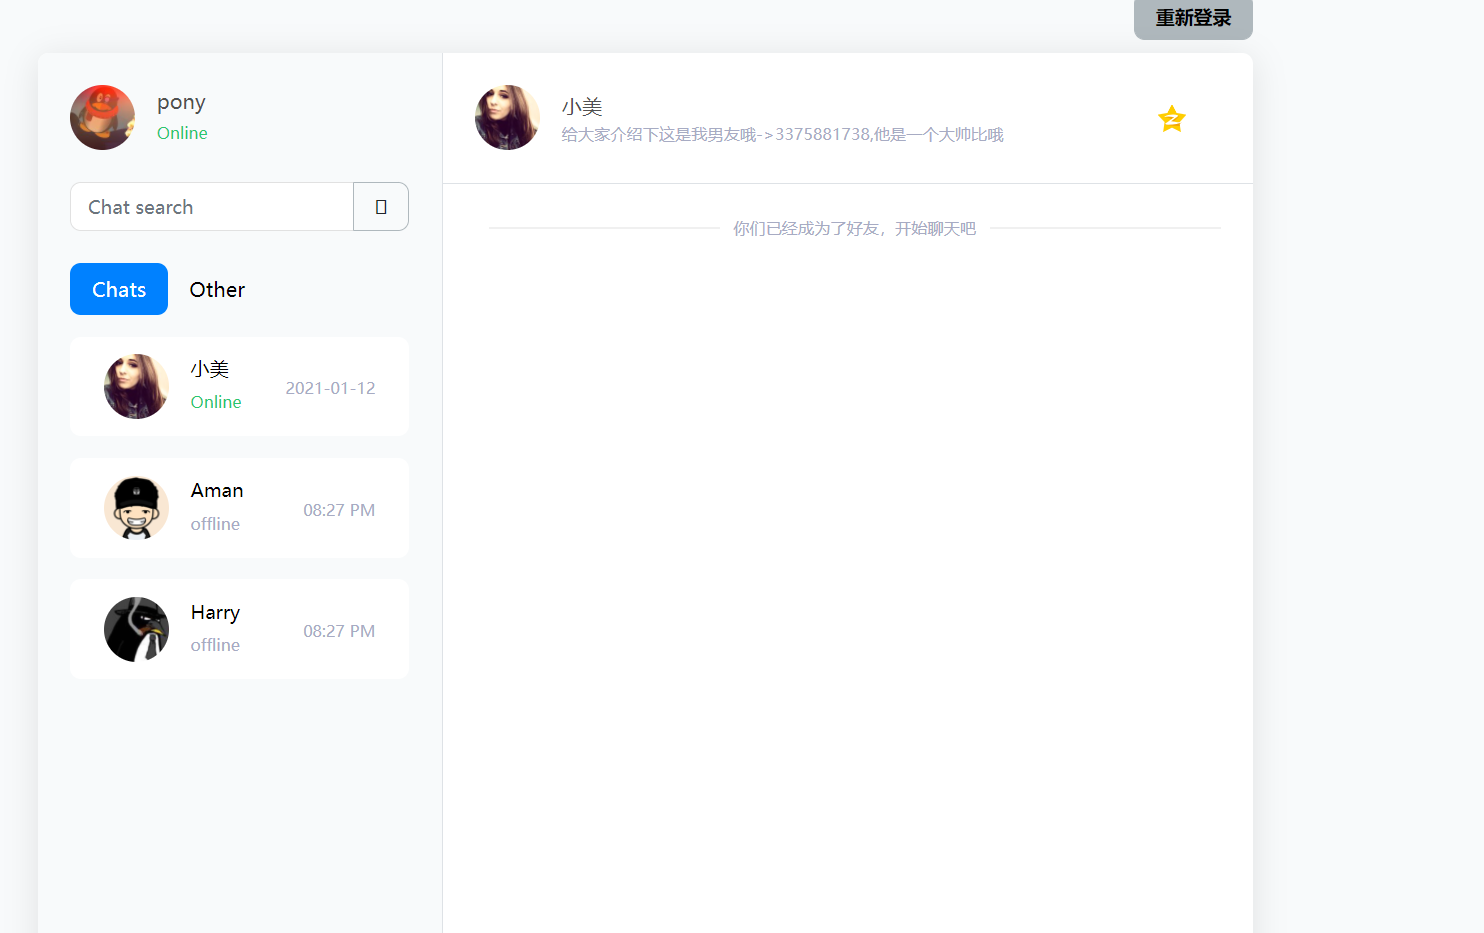 重新登录
pony
Online
Chat search
Chats
Other
小美
Online
2021-01-12
Aman
offline
08:27 PM
Harry
offline
08:27 PM
小美
给大家介绍下这是我男友哦->3375881738,他是一个大帅比哦
你们已经成为了好友，开始聊天吧